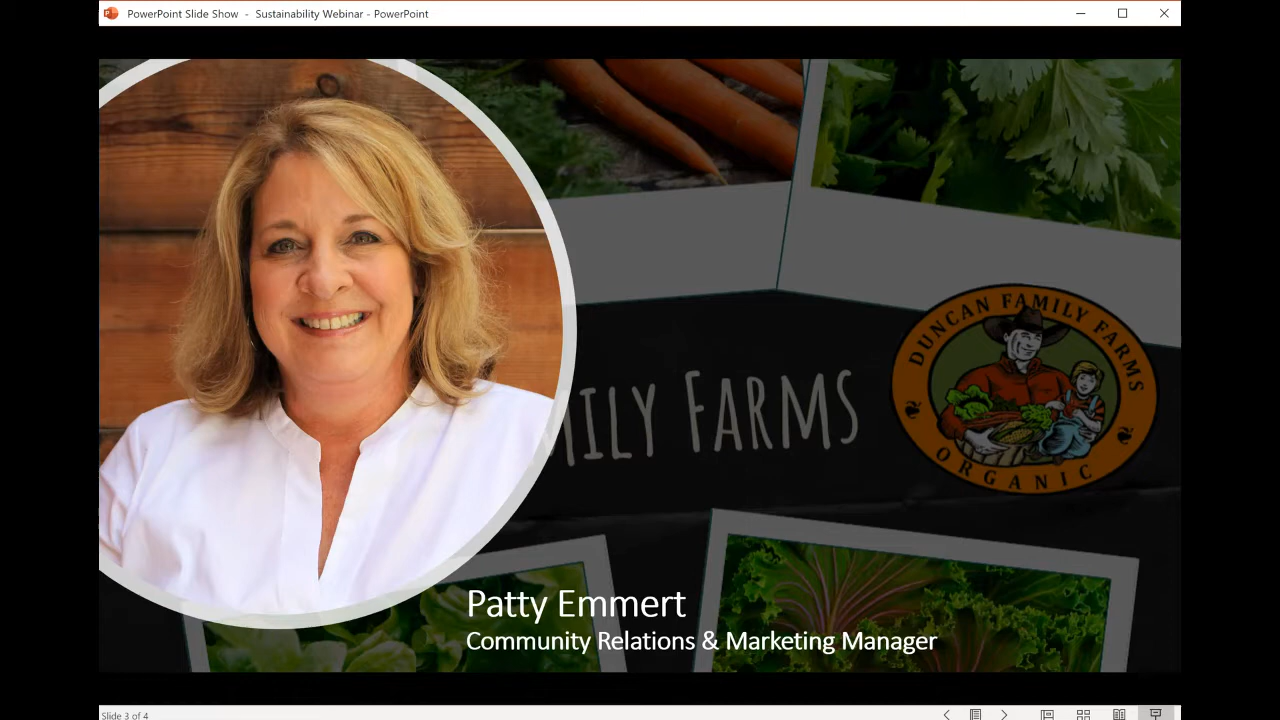 PowerPoint Slide Show - Sustainability Webinar - PowerPoint
DUNCAN FAMILY FARMS
MILY FARMS
ORGANIC
Patty Emmert
Community Relations & Marketing Manager
Slide 3 of 4